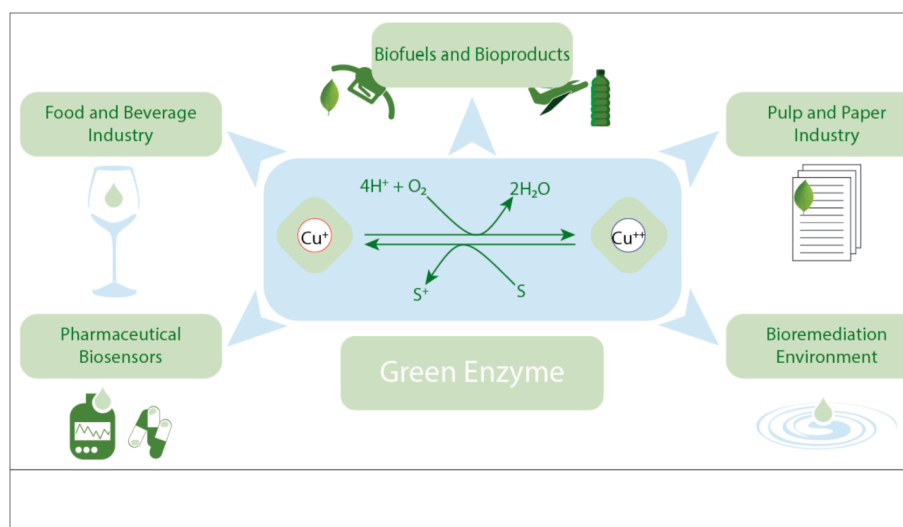 Biofuels and Bioproducts
Food and Beverage
Industry
Pulp and Paper
Industry
4H⁺ + O₂
2H₂O
Cu⁺
Cu⁺⁺
S⁺
S
Pharmaceutical
Biosensors
Bioremediation
Environment
Green Enzyme